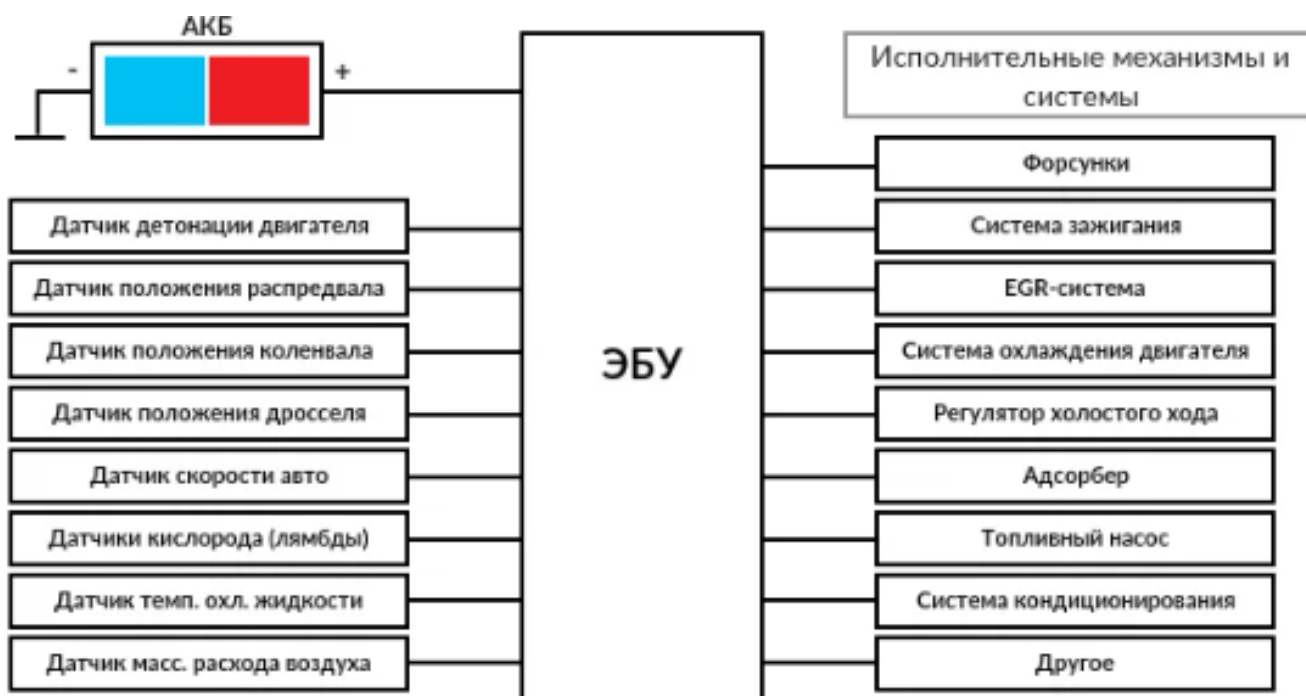 АКБ
- +
Датчик детонации двигателя
Датчик положения распредвала
Датчик положения коленвала
Датчик положения дросселя
Датчик скорости авто
Датчики кислорода (лямбды)
Датчик темп. охл. жидкости
Датчик масс. расхода воздуха
ЭБУ
Исполнительные механизмы и
системы
Форсунки
Система зажигания
EGR-система
Система охлаждения двигателя
Регулятор холостого хода
Адсорбер
Топливный насос
Система кондиционирования
Другое